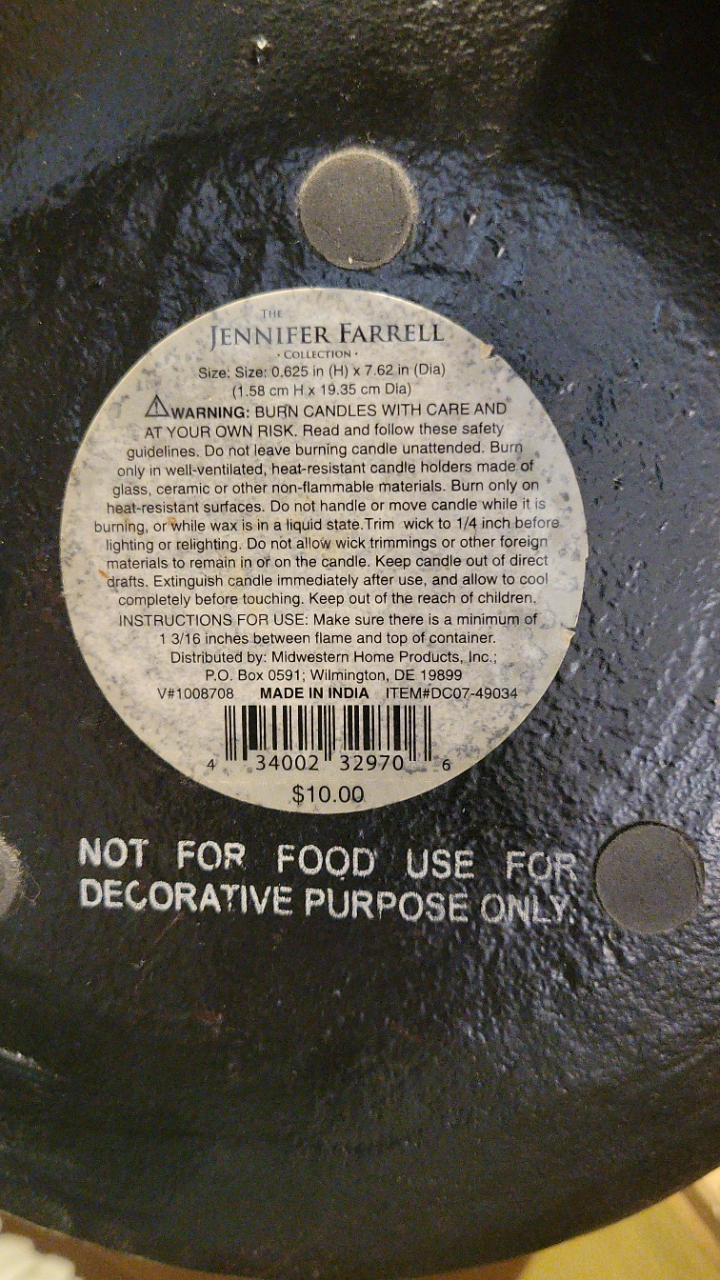 THE
JENNIFER FARRELL
· COLLECTION ·
Size: Size: 0.625 in (H) x 7.62 in (Dia)
(1.58 cm H x 19.35 cm Dia)
⚠WARNING: BURN CANDLES WITH CARE AND
AT YOUR OWN RISK. Read and follow these safety
guidelines. Do not leave burning candle unattended. Burn
only in well-ventilated, heat-resistant candle holders made of
glass, ceramic or other non-flammable materials. Burn only on
heat-resistant surfaces. Do not handle or move candle while it is
burning, or while wax is in a liquid state.Trim wick to 1/4 inch before
lighting or relighting. Do not allow wick trimmings or other foreign
materials to remain in or on the candle. Keep candle out of direct
drafts. Extinguish candle immediately after use, and allow to cool
completely before touching. Keep out of the reach of children.
INSTRUCTIONS FOR USE: Make sure there is a minimum of
1 3/16 inches between flame and top of container.
Distributed by: Midwestern Home Products, Inc.;
P.O. Box 0591; Wilmington, DE 19899
V#1008708 MADE IN INDIA ITEM#DC07-49034
4 34002 32970 6
$10.00
NOT FOR FOOD USE FOR
DECORATIVE PURPOSE ONLY.